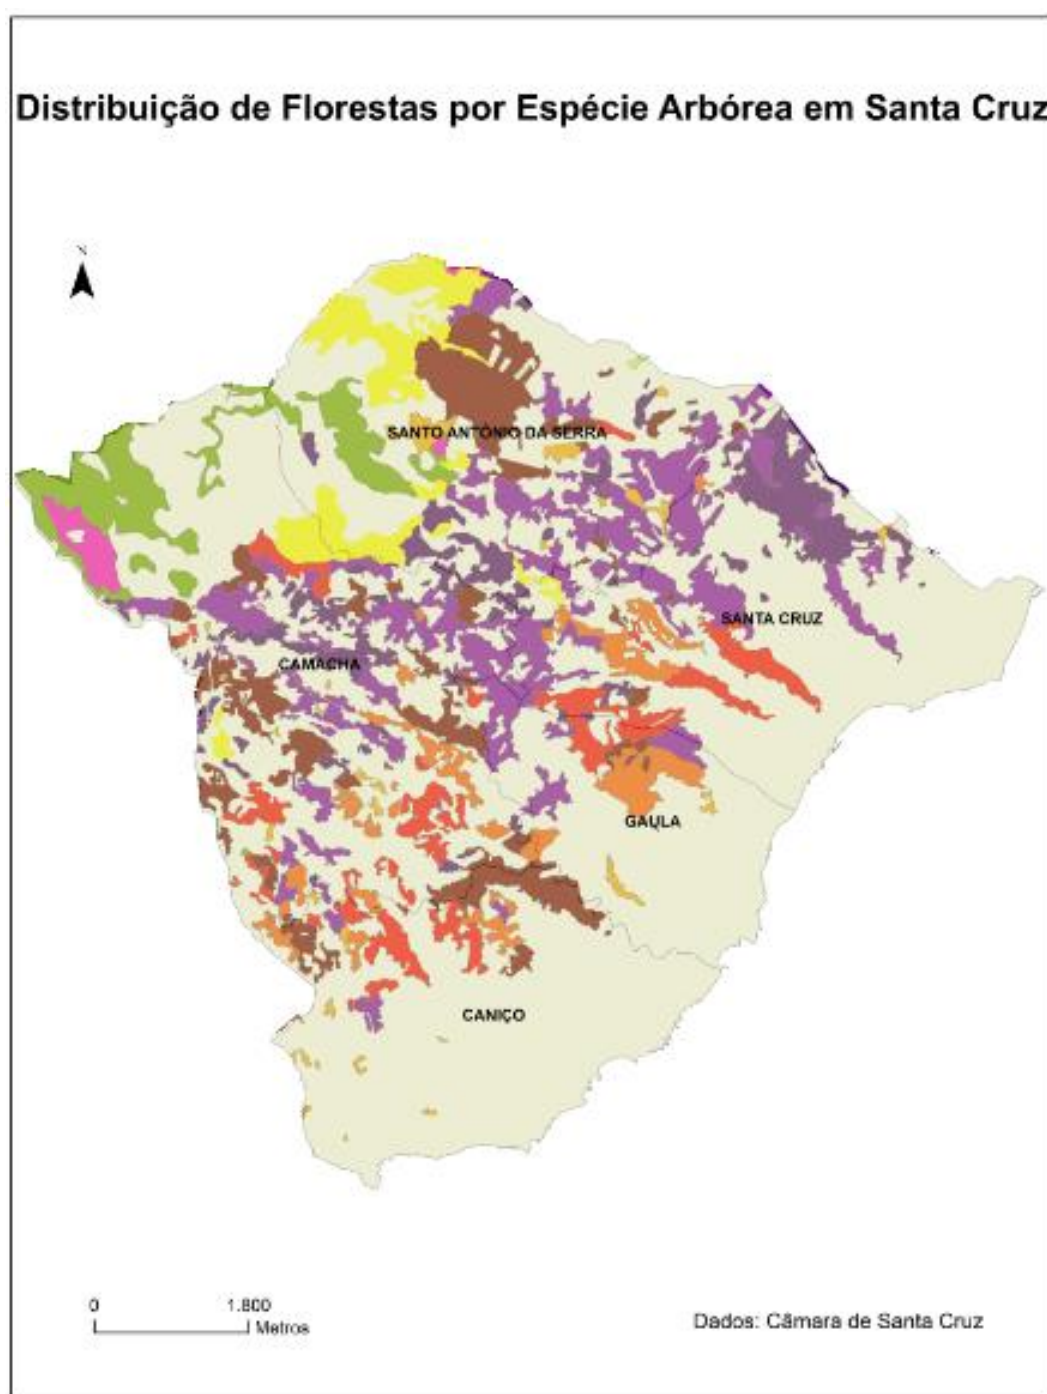 Distribuição de Florestas por Espécie Arbórea em Santa Cruz
N
SANTO ANTÓNIO DA SERRA
SANTA CRUZ
CAMACHA
GAULA
CANIÇO
0 1.800
Metros
Dados: Câmara de Santa Cruz